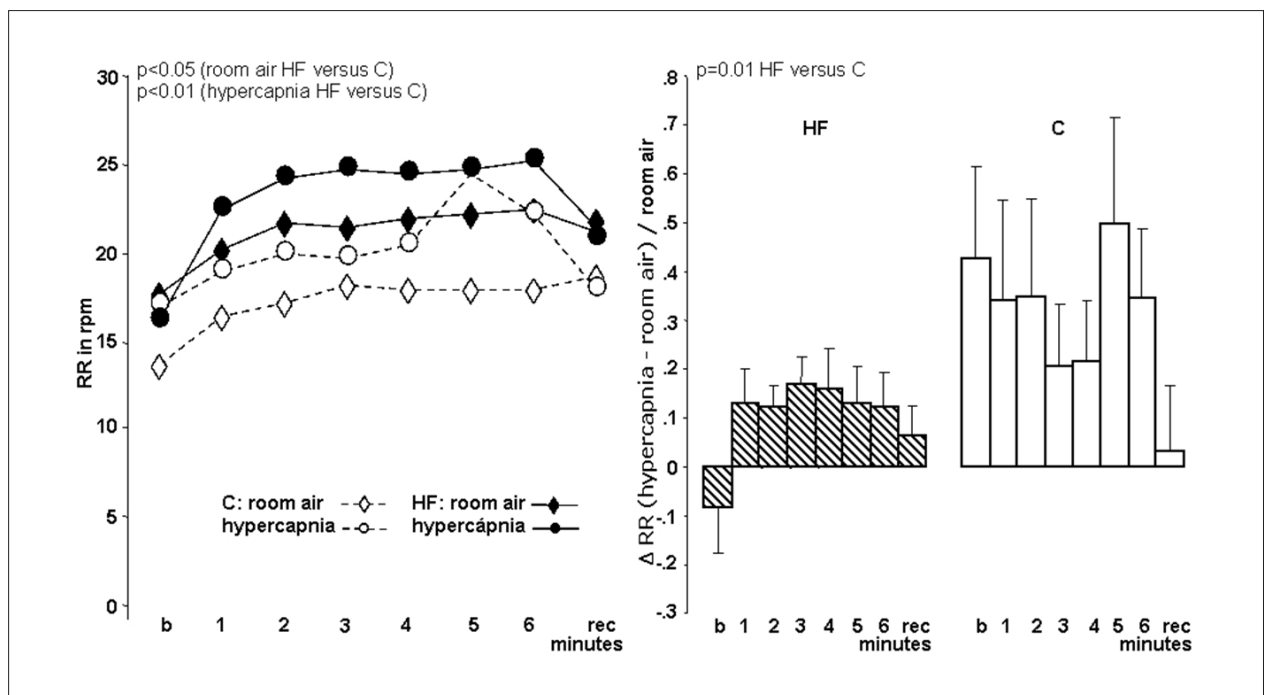 p<0.05 (room air HF versus C)
p<0.01 (hypercapnia HF versus C)
30
25
20
15
10
5
0
RR in rpm
C: room air
HF: room air
hypercapnia
hypercápnia
b 1 2 3 4 5 6 rec
minutes
p=0.01 HF versus C
HF
C
.8
.7
.6
.5
.4
.3
.2
.1
0
-.1
-.2
-.3
Δ RR (hypercapnia - room air) / room air
b 1 2 3 4 5 6 rec
minutes
b 1 2 3 4 5 6 rec
minutes